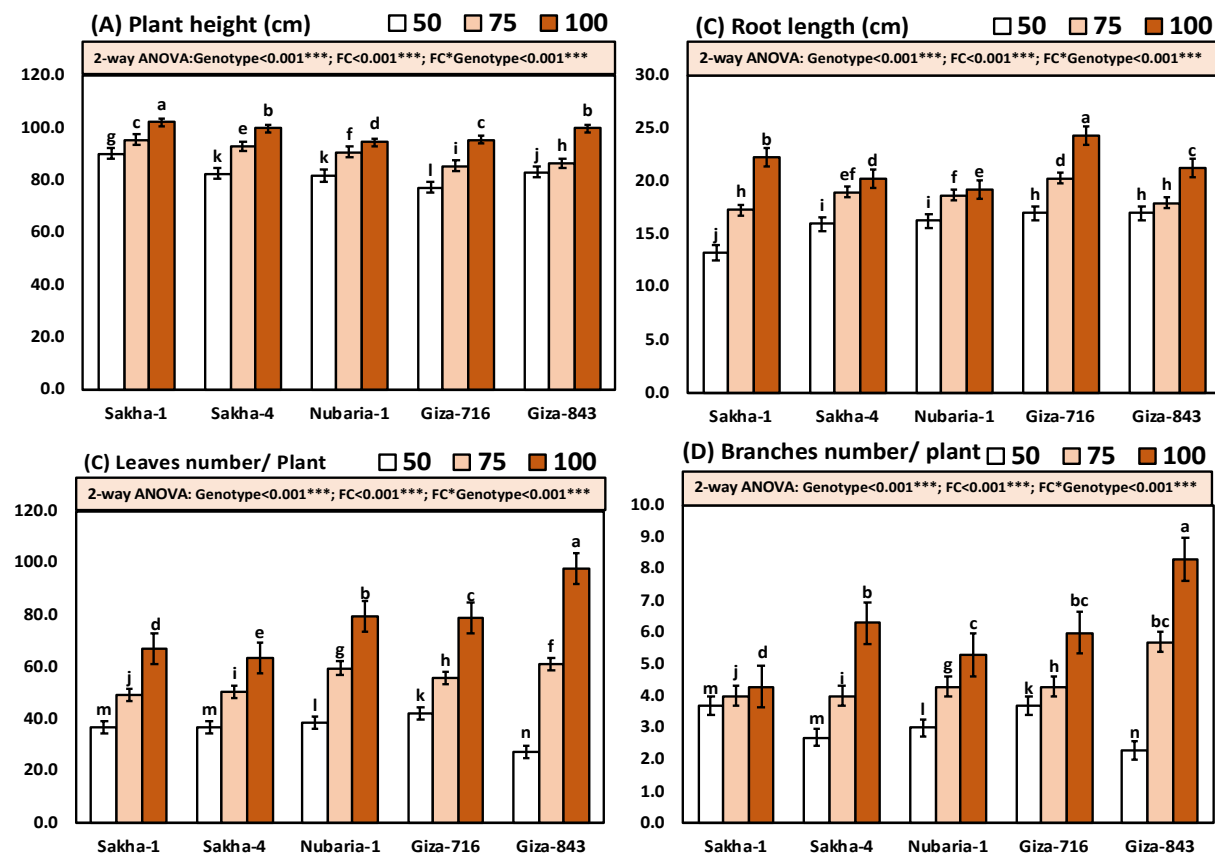 (A) Plant height (cm) 50 75 100
2-way ANOVA:Genotype<0.001***; FC<0.001***; FC*Genotype<0.001***
120.0
100.0
80.0
60.0
40.0
20.0
0.0
g c a
k e b
k f d
l i c
j h b
Sakha-1 Sakha-4 Nubaria-1 Giza-716 Giza-843
(C) Root length (cm) 50 75 100
2-way ANOVA: Genotype<0.001***; FC<0.001***; FC*Genotype<0.001***
30.0
25.0
20.0
15.0
10.0
5.0
0.0
j h b
i ef d
i f e
h d a
h h c
Sakha-1 Sakha-4 Nubaria-1 Giza-716 Giza-843
(C) Leaves number/ Plant 50 75 100
2-way ANOVA: Genotype<0.001***; FC<0.001***; FC*Genotype<0.001***
120.0
100.0
80.0
60.0
40.0
20.0
0.0
m j d
m i e
l g b
k h c
n f a
Sakha-1 Sakha-4 Nubaria-1 Giza-716 Giza-843
(D) Branches number/ plant 50 75 100
2-way ANOVA: Genotype<0.001***; FC<0.001***; FC*Genotype<0.001***
10.0
9.0
8.0
7.0
6.0
5.0
4.0
3.0
2.0
1.0
0.0
m j d
m i b
l g c
k h bc
n bc a
Sakha-1 Sakha-4 Nubaria-1 Giza-716 Giza-843